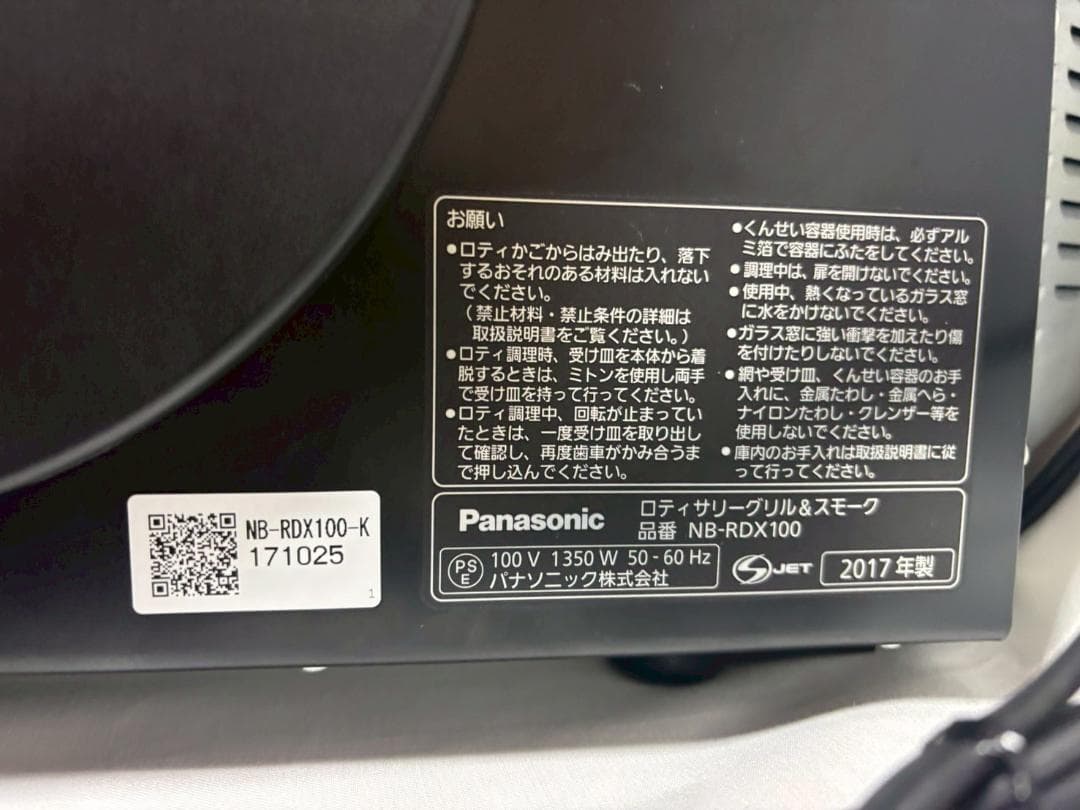 お願い
●ロティかごからはみ出たり、落下
するおそれのある材料は入れない
でください。
（禁止材料・禁止条件の詳細は
取扱説明書をご覧ください。）
●ロティ調理時、受け皿を本体から着
脱するときは、ミトンを使用し両手
で受け皿を持って行ってください。
●ロティ調理中、回転が止まってい
たときは、一度受け皿を取り出し
て確認し、再度歯車がかみ合うま
で押し込んでください。
●くんせい容器使用時は、必ずアル
ミ箔で容器にふたをしてください。
●調理中は、扉を開けないでください。
●使用中、熱くなっているガラス窓
に水をかけないでください。
●ガラス窓に強い衝撃を加えたり傷
を付けたりしないでください。
●網や受け皿、くんせい容器のお手
入れに、金属たわし・金属へら・
ナイロンたわし・クレンザー等を
使用しないでください。
●庫内のお手入れは取扱説明書に従
って行ってください。
NB-RDX100-K
171025
1
Panasonic
ロティサリーグリル&スモーク
品番 NB-RDX100
PS
E
100 V 1350 W 50-60 Hz
パナソニック株式会社
S JET
2017年製